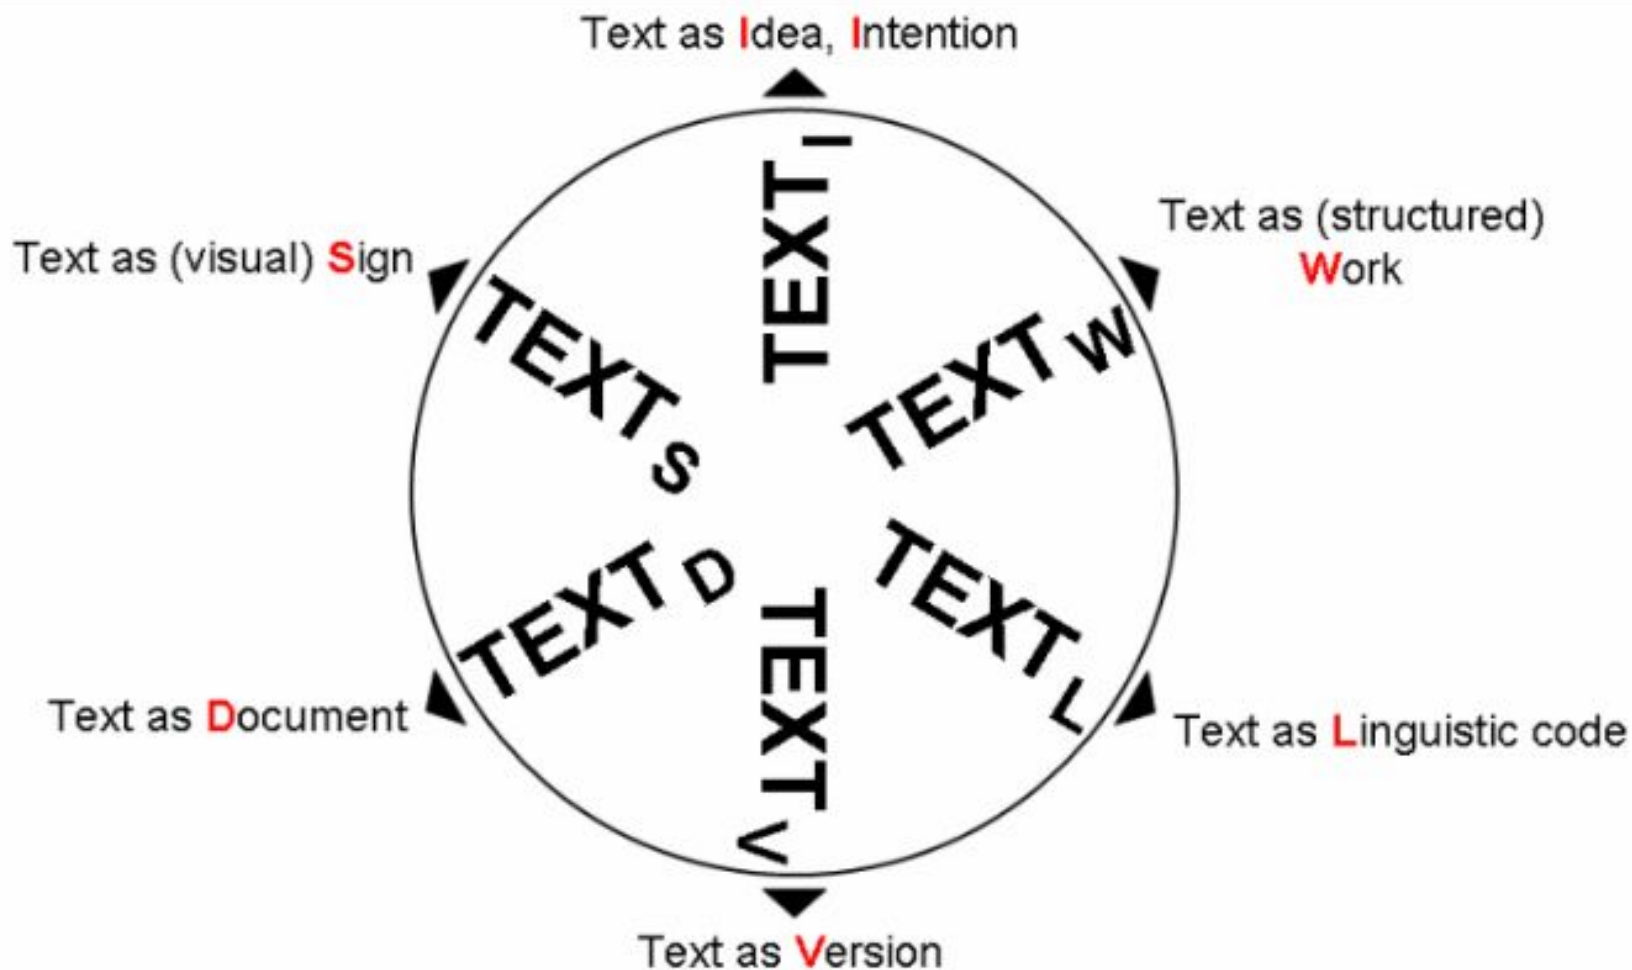 Text as Idea, Intention
Text as (structured)
Work
Text as (visual) Sign
TEXT I
TEXT W
TEXT S
TEXT D
TEXT L
TEXT V
Text as Document
Text as Linguistic code
Text as Version